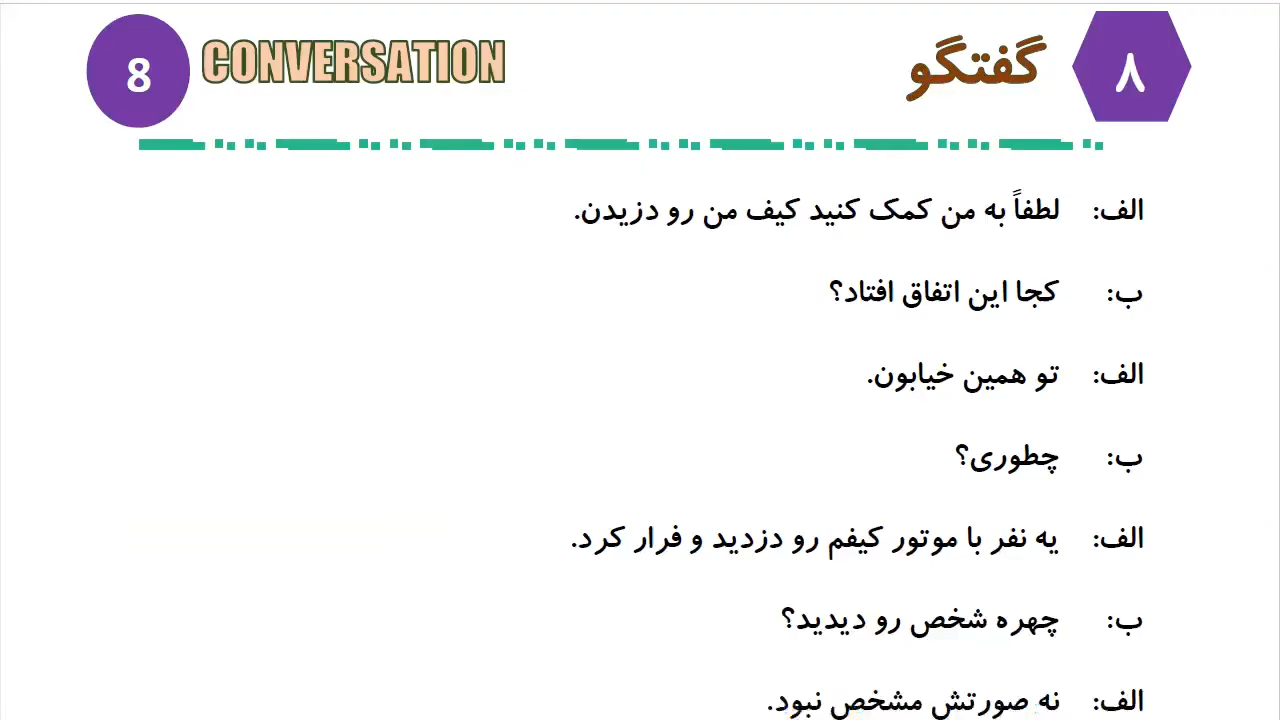 8 CONVERSATION گفتگو ۸
الف: لطفاً به من کمک کنید کیف من رو دزیدن.
ب: کجا این اتفاق افتاد؟
الف: تو همین خیابون.
ب: چطوری؟
الف: یه نفر با موتور کیفم رو دزدید و فرار کرد.
ب: چهره شخص رو دیدید؟
الف: نه صورتش مشخص نبود.